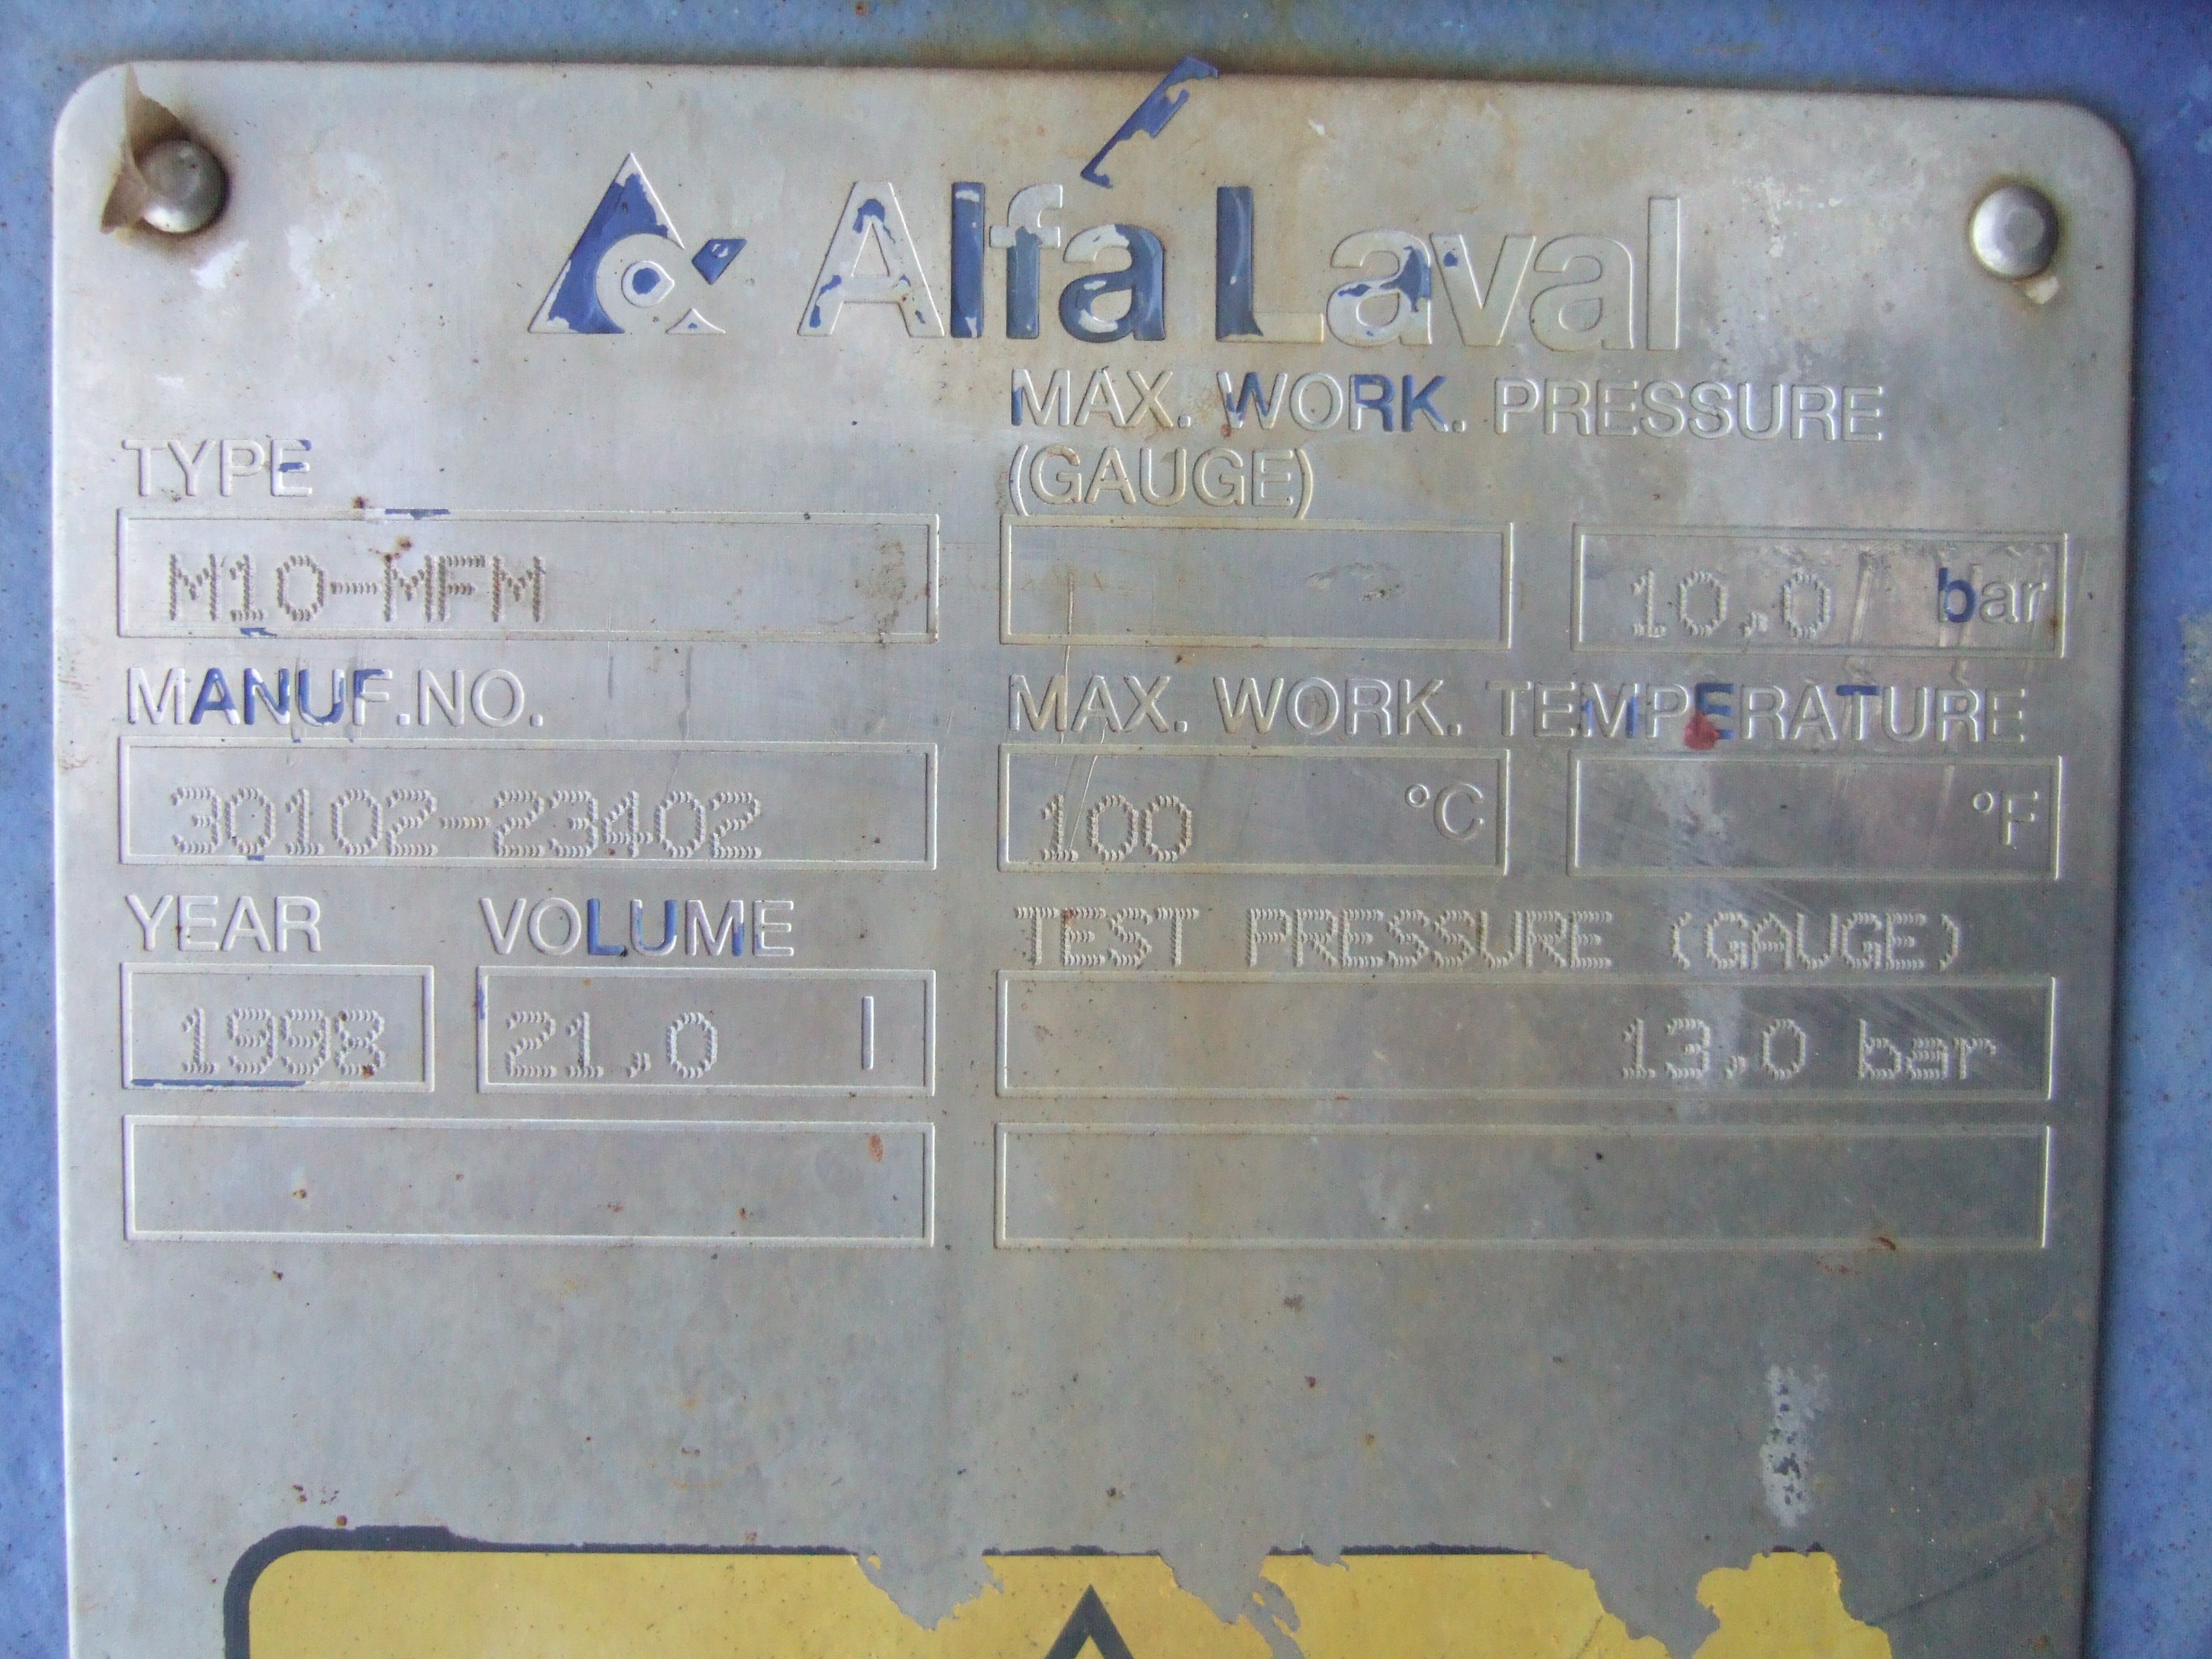 Alfa Laval
TYPE
M10-MFM
MANUF.NO.
30102-23402
YEAR
1998
VOLUME
21.0 l
MAX. WORK. PRESSURE
(GAUGE)
10.0 bar
MAX. WORK. TEMPERATURE
100 °C
°F
TEST PRESSURE (GAUGE)
13.0 bar